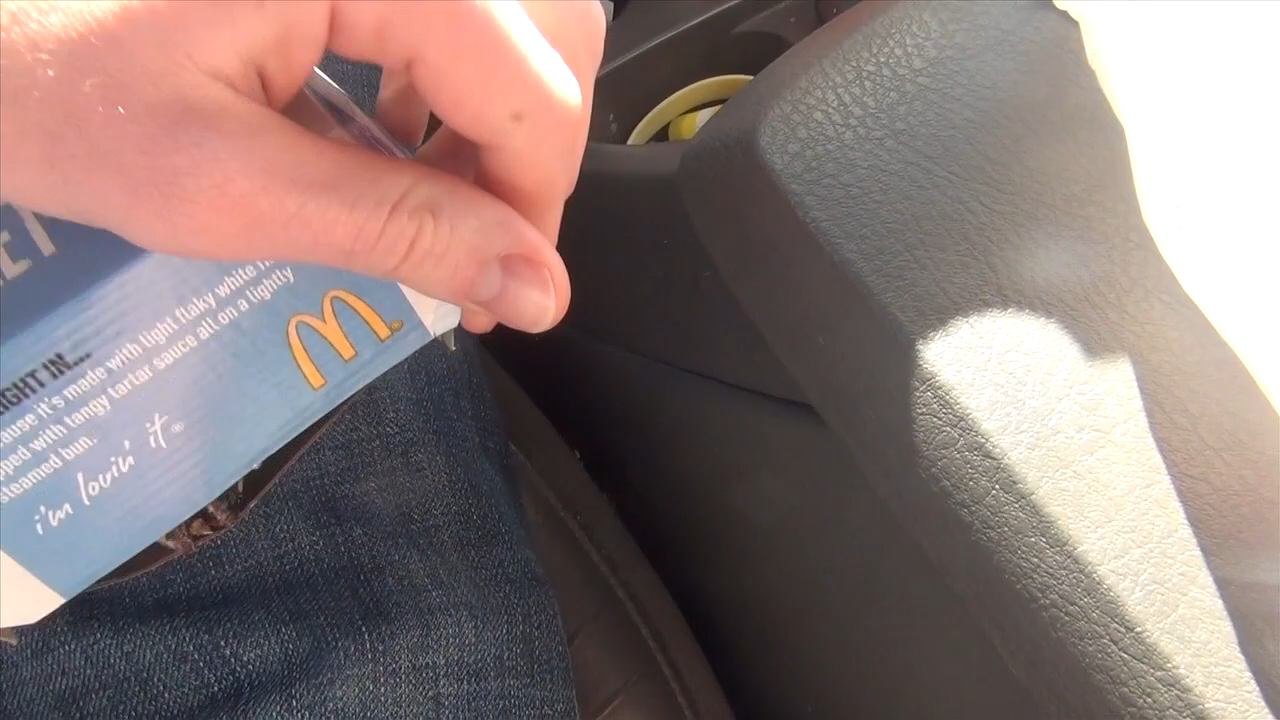 IGHT IN...
ause it's made with light flaky white
pped with tangy tartar sauce all on a lightly
steamed bun.
i'm lovin' it®
M®